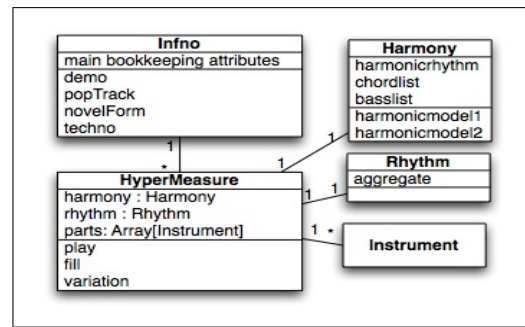 Infno
main bookkeeping attributes
demo
popTrack
novelForm
techno
1
*
HyperMeasure
harmony : Harmony
rhythm : Rhythm
parts: Array[Instrument]
play
fill
variation
1
1
Harmony
harmonicrhythm
chordlist
basslist
harmonicmodel1
harmonicmodel2
1
1
Rhythm
aggregate
1 *
Instrument